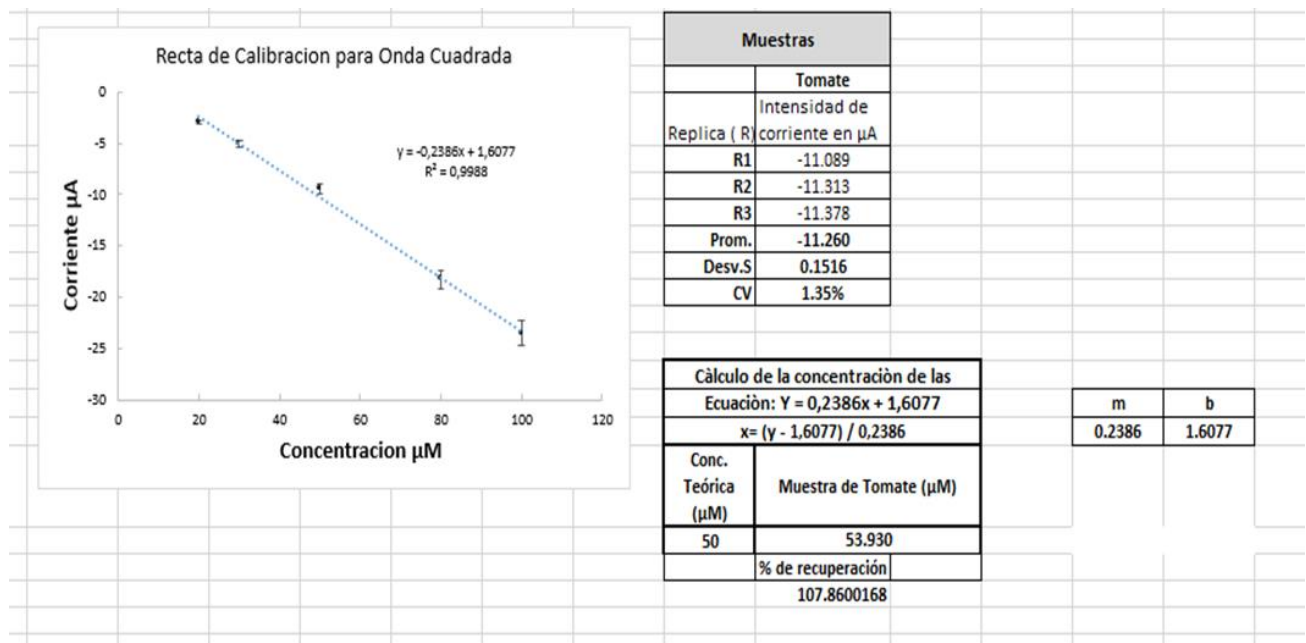 Recta de Calibracion para Onda Cuadrada
0
-5
-10
-15
-20
-25
-30
0 20 40 60 80 100 120
Corriente µA
Concentracion µM
y = -0,2386x + 1,6077
R² = 0,9988
Muestras
Tomate
Replica ( R) Intensidad de
corriente en µA
R1 -11.089
R2 -11.313
R3 -11.378
Prom. -11.260
Desv.S 0.1516
CV 1.35%
Càlculo de la concentraciòn de las
Ecuaciòn: Y = 0,2386x + 1,6077
x= (y - 1,6077) / 0,2386
Conc.
Teórica
(µM)
Muestra de Tomate (µM)
50 53.930
% de recuperación
107.8600168
m b
0.2386 1.6077